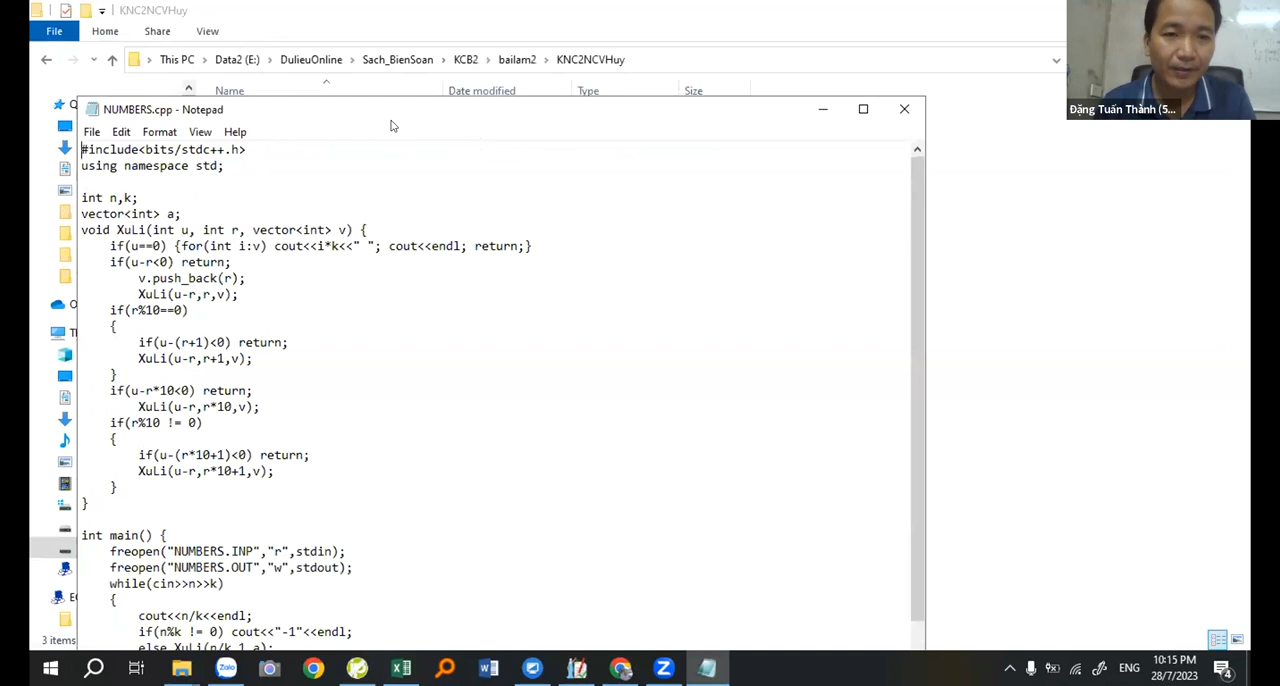 KNC2NCVHuy
File Home Share View
This PC Data2 (E:) DulieuOnline Sach_BienSoan KCB2 bailam2 KNC2NCVHuy
Name Date modified Type Size
Đặng Tuấn Thành (5...
NUMBERS.cpp - Notepad
File Edit Format View Help
#include<bits/stdc++.h>
using namespace std;
int n,k;
vector<int> a;
void XuLi(int u, int r, vector<int> v) {
if(u==0) {for(int i:v) cout<<i*k<<" "; cout<<endl; return;}
if(u-r<0) return;
v.push_back(r);
XuLi(u-r,r,v);
if(r%10==0)
{
if(u-(r+1)<0) return;
XuLi(u-r,r+1,v);
}
if(u-r*10<0) return;
XuLi(u-r,r*10,v);
if(r%10 != 0)
{
if(u-(r*10+1)<0) return;
XuLi(u-r,r*10+1,v);
}
}
int main() {
freopen("NUMBERS.INP","r",stdin);
freopen("NUMBERS.OUT","w",stdout);
while(cin>>n>>k)
{
cout<<n/k<<endl;
if(n%k != 0) cout<<"-1"<<endl;
else XuLi(n/k,1,a);
3 items
ENG
10:15 PM
28/7/2023
4